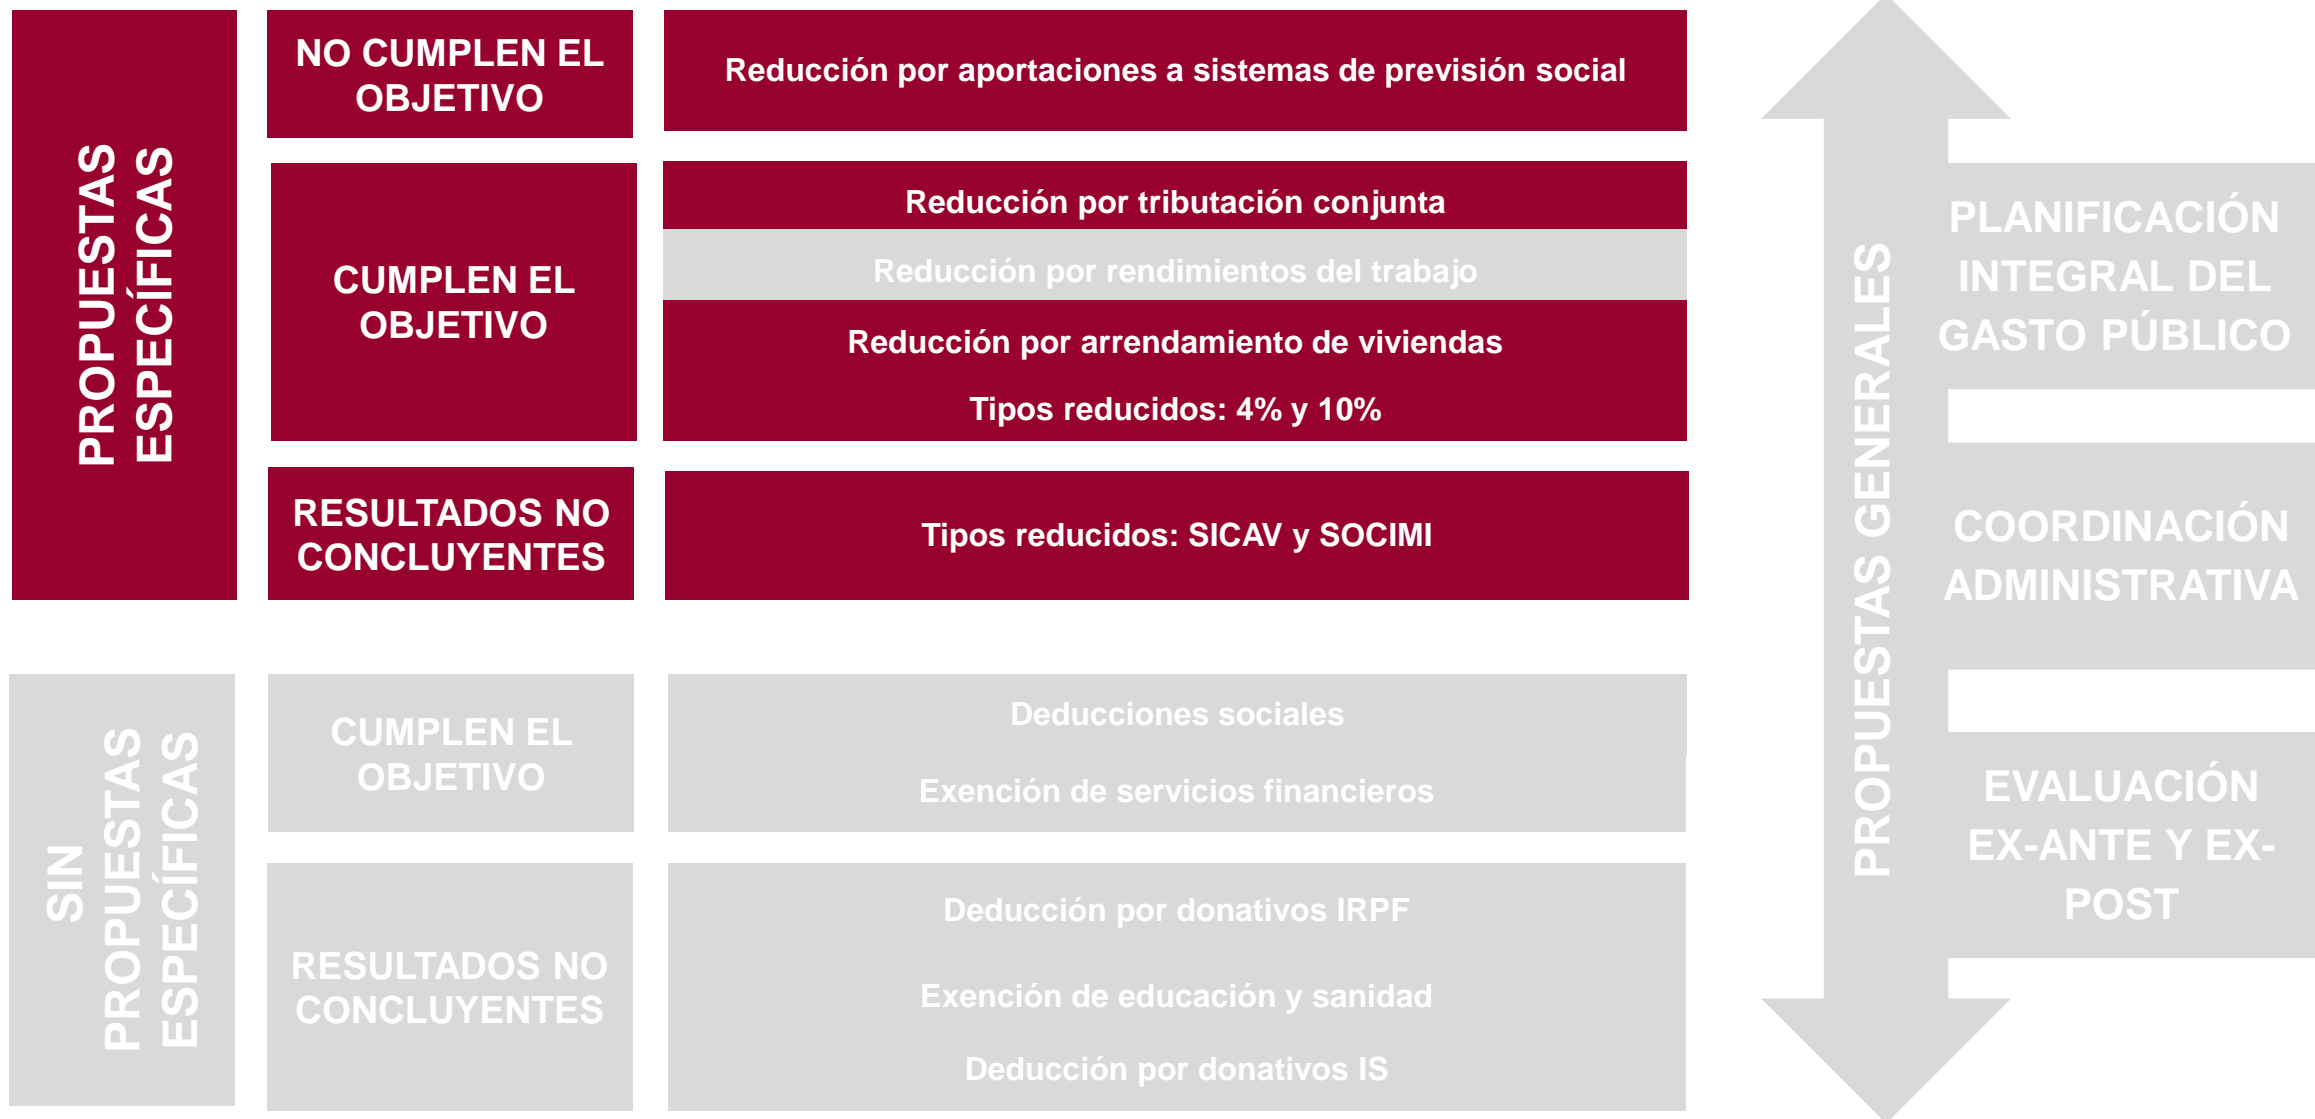 PROPUESTAS
ESPECÍFICAS
NO CUMPLEN EL
OBJETIVO
Reducción por aportaciones a sistemas de previsión social
CUMPLEN EL
OBJETIVO
Reducción por tributación conjunta
Reducción por rendimientos del trabajo
Reducción por arrendamiento de viviendas
Tipos reducidos: 4% y 10%
RESULTADOS NO
CONCLUYENTES
Tipos reducidos: SICAV y SOCIMI
SIN
PROPUESTAS
ESPECÍFICAS
CUMPLEN EL
OBJETIVO
Deducciones sociales
Exención de servicios financieros
RESULTADOS NO
CONCLUYENTES
Deducción por donativos IRPF
Exención de educación y sanidad
Deducción por donativos IS
PROPUESTAS GENERALES
PLANIFICACIÓN
INTEGRAL DEL
GASTO PÚBLICO
COORDINACIÓN
ADMINISTRATIVA
EVALUACIÓN
EX-ANTE Y EX-
POST